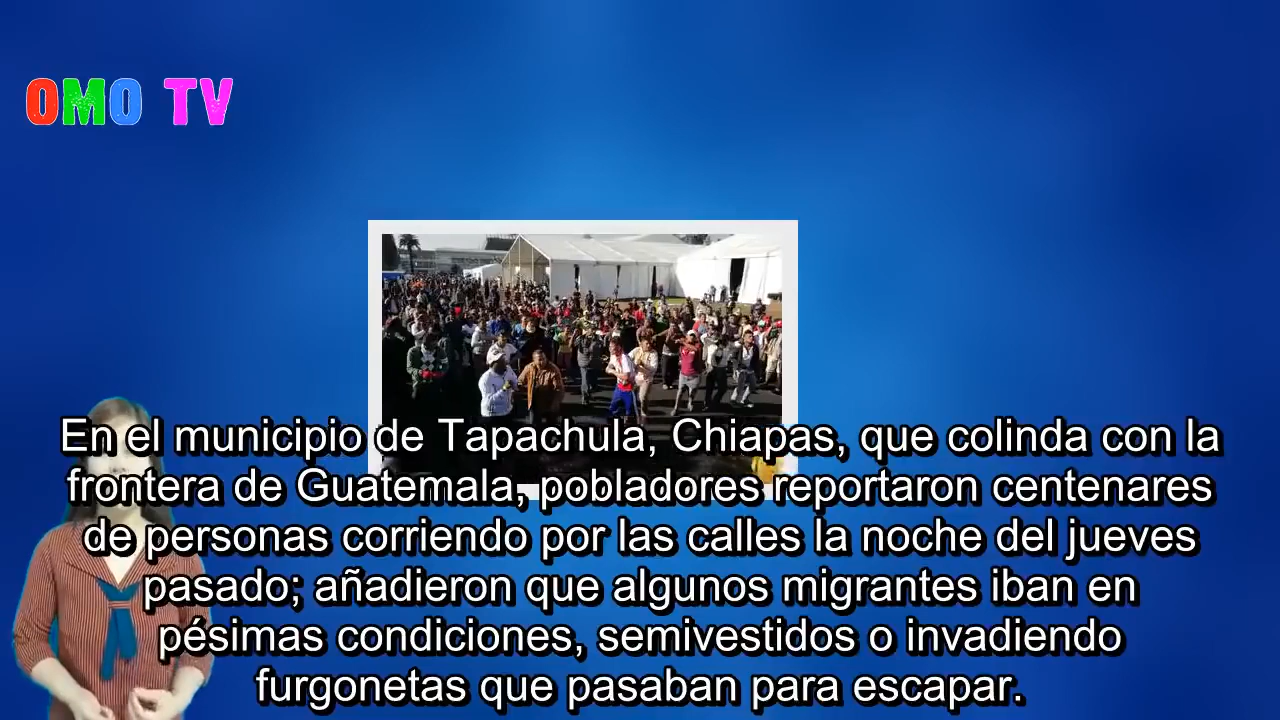 OMO TV
En el municipio de Tapachula, Chiapas, que colinda con la
frontera de Guatemala, pobladores reportaron centenares
de personas corriendo por las calles la noche del jueves
pasado; añadieron que algunos migrantes iban en
pésimas condiciones, semivestidos o invadiendo
furgonetas que pasaban para escapar.